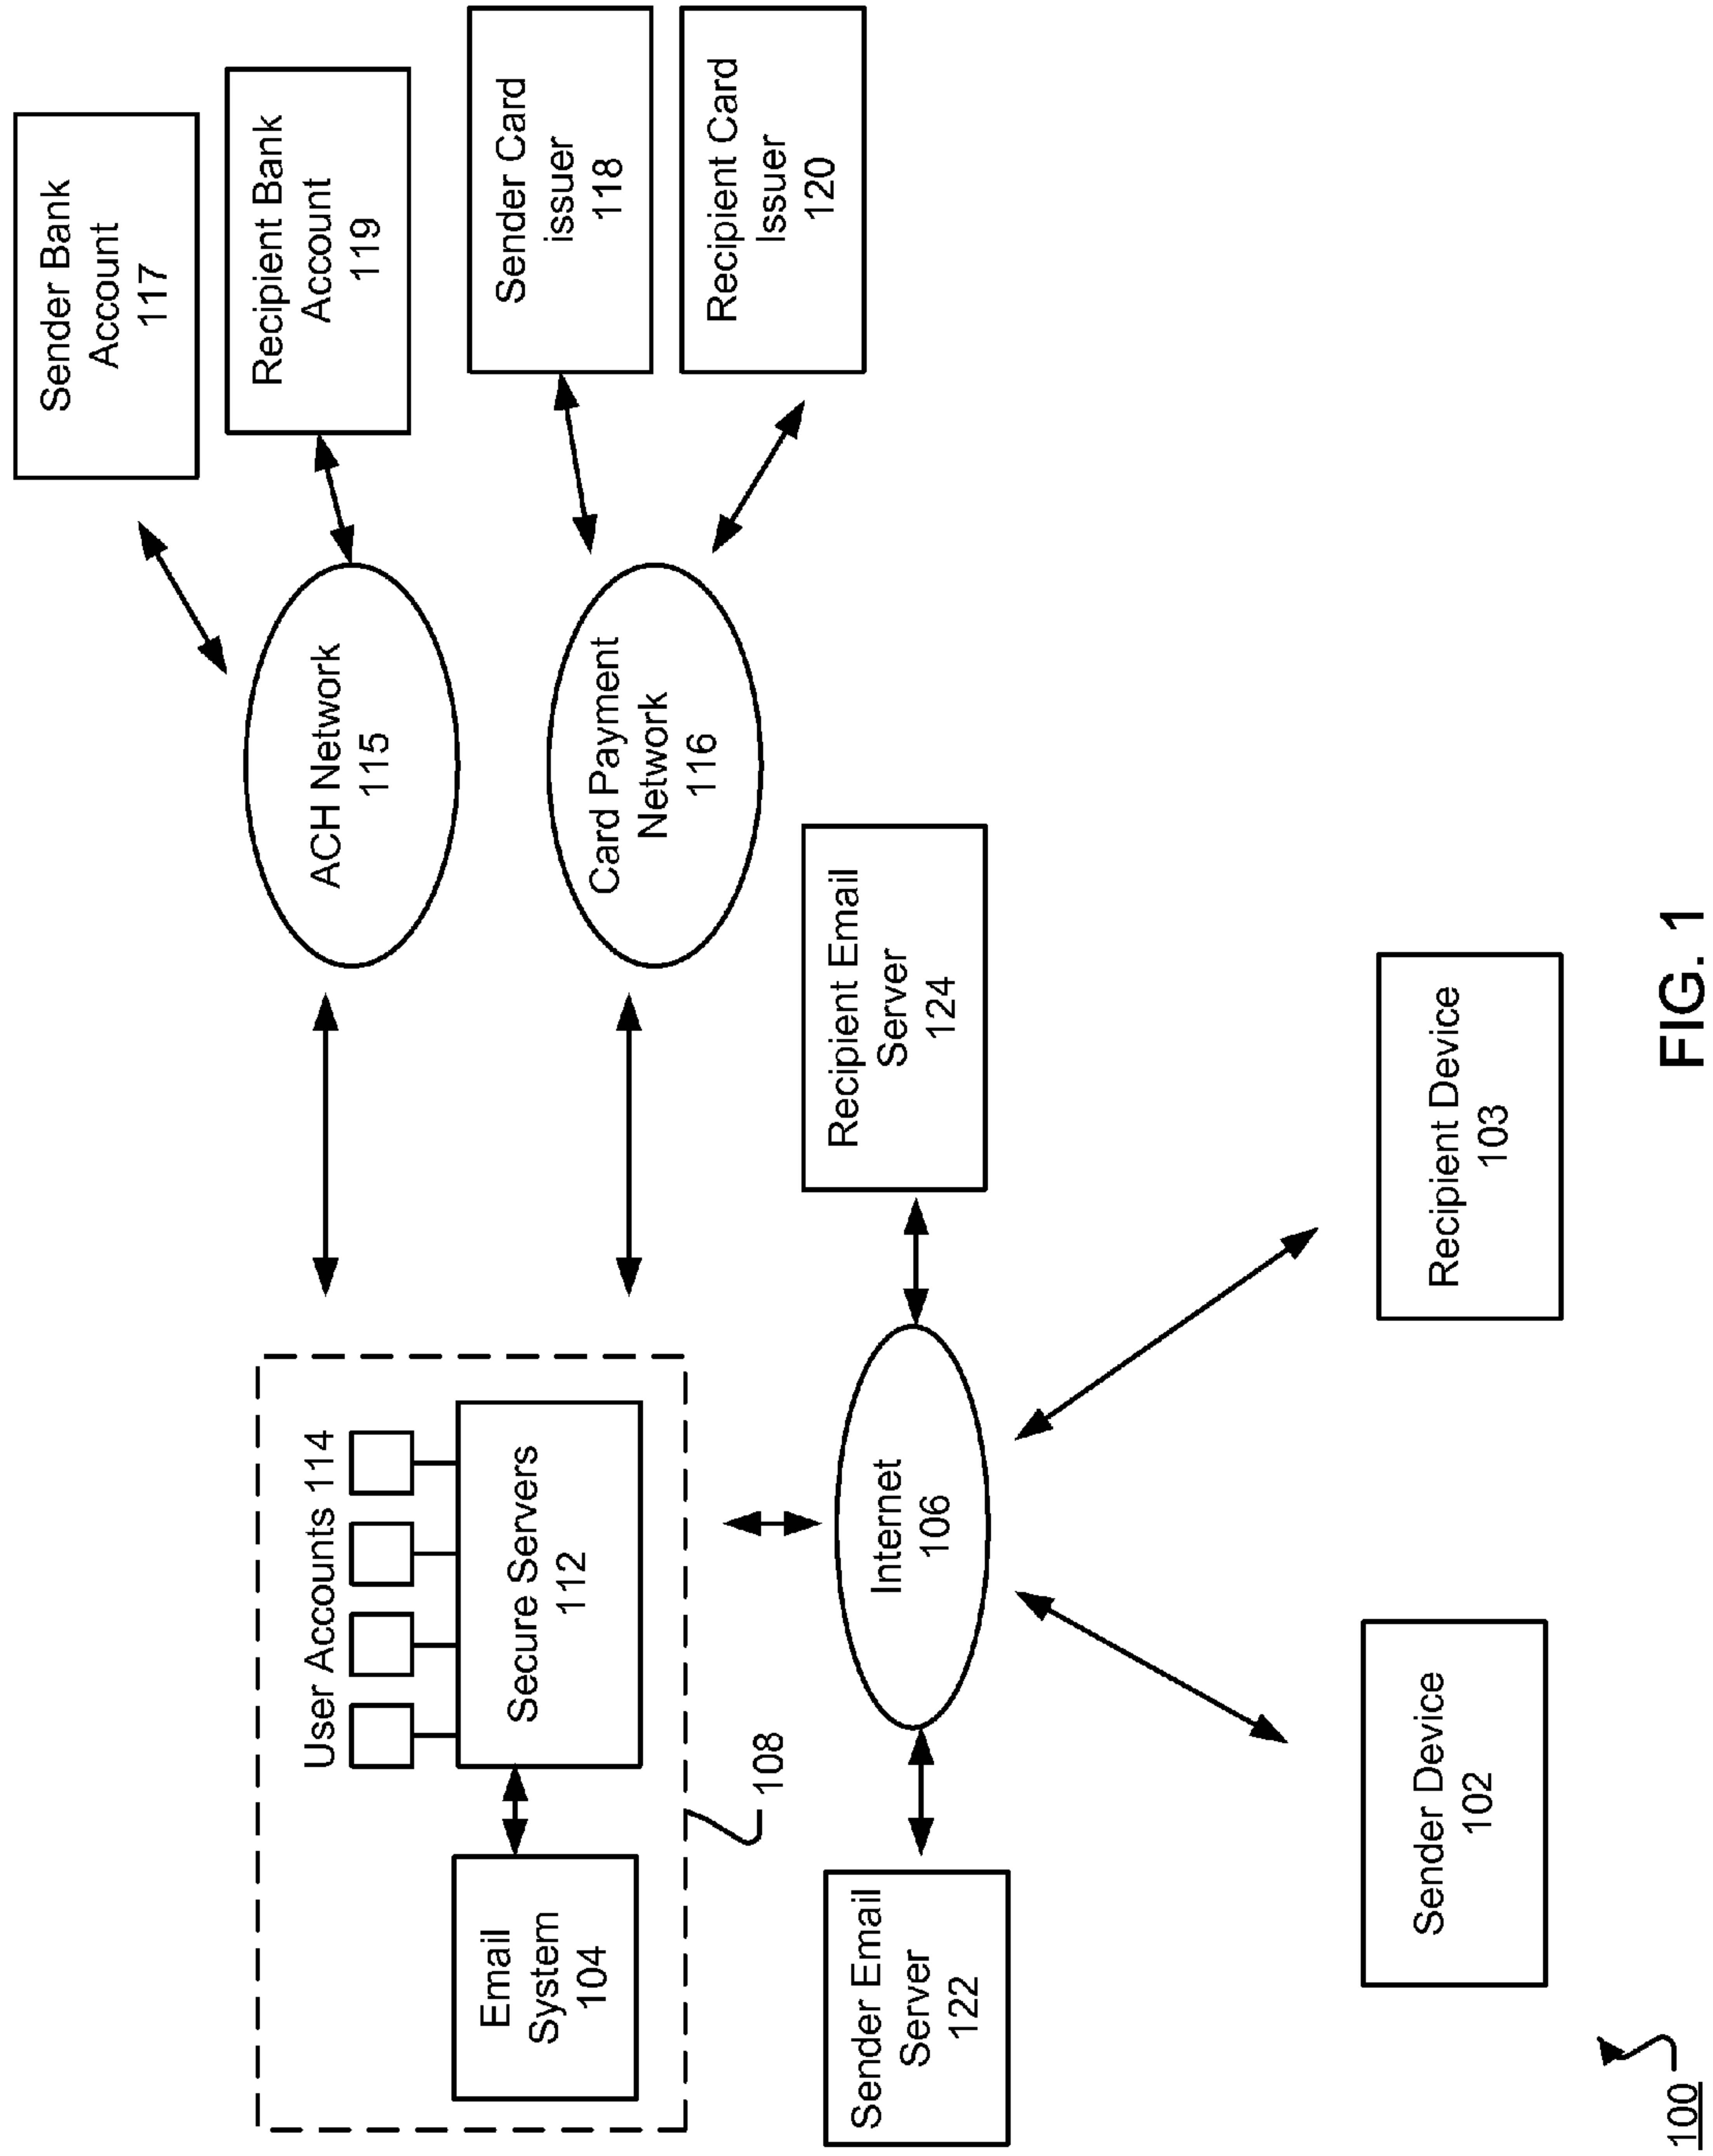 Sender Bank
Account
117
Recipient Bank
Account
119
Sender Card
issuer
118
Recipient Card
Issuer
120
ACH Network
115
Card Payment
Network
116
User Accounts 114
Secure Servers
112
Email
System
104
108
Recipient Email
Server
124
Internet
106
Sender Email
Server
122
Recipient Device
103
Sender Device
102
100
FIG. 1